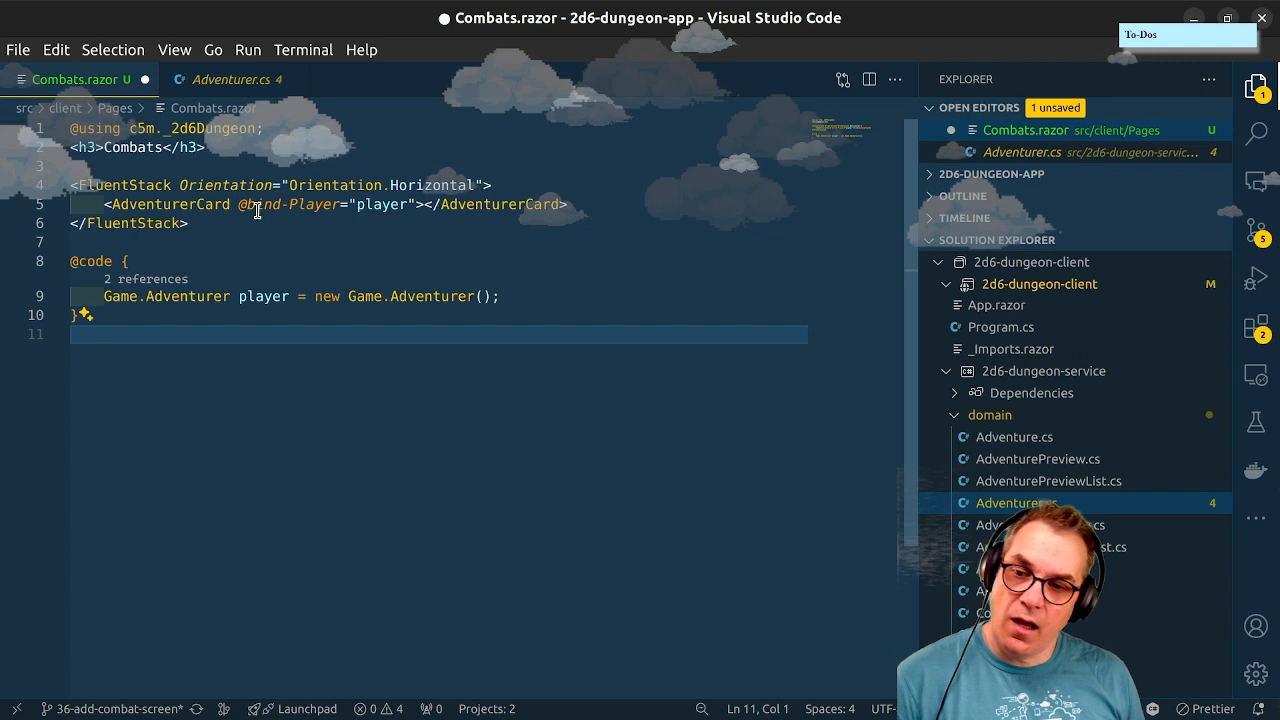 Combats.razor - 2d6-dungeon-app - Visual Studio Code
To-Dos
File Edit Selection View Go Run Terminal Help
Combats.razor U
Adventurer.cs 4
src > client > Pages > Combats.razor
1 @using c5m._2d6Dungeon;
2 <h3>Combats</h3>
3
4 <FluentStack Orientation="Orientation.Horizontal">
5 <AdventurerCard @bind-Player="player"></AdventurerCard>
6 </FluentStack>
7
8 @code {
2 references
9 Game.Adventurer player = new Game.Adventurer();
10 }
11
EXPLORER
OPEN EDITORS 1 unsaved
Combats.razor src/client/Pages U
Adventurer.cs src/2d6-dungeon-servic... 4
2D6-DUNGEON-APP
OUTLINE
TIMELINE
SOLUTION EXPLORER
2d6-dungeon-client
2d6-dungeon-client M
App.razor
Program.cs
_Imports.razor
2d6-dungeon-service
Dependencies
domain
Adventure.cs
AdventurePreview.cs
AdventurePreviewList.cs
Adventurer.cs 4
1
5
2
36-add-combat-screen*
Launchpad
0 4
0
Projects: 2
Ln 11, Col 1
Spaces: 4
Prettier